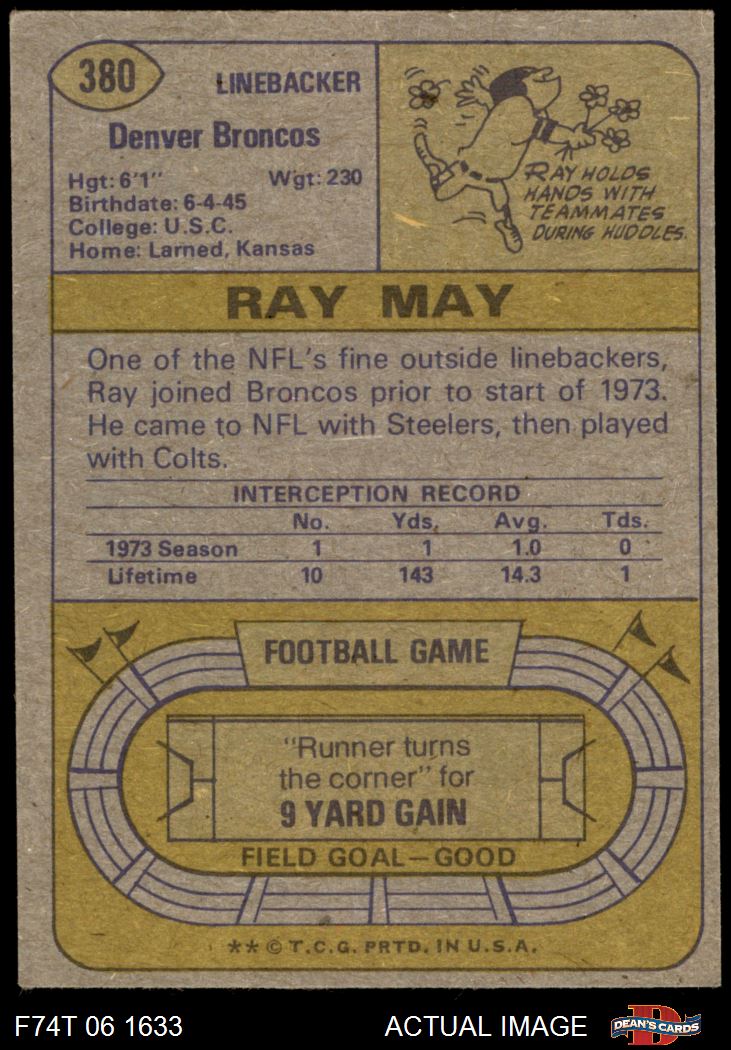 380
LINEBACKER
Denver Broncos
Hgt: 6'1" Wgt: 230
Birthdate: 6-4-45
College: U.S.C.
Home: Larned, Kansas
RAY HOLDS
HANDS WITH
TEAMMATES
DURING HUDDLES.
RAY MAY
One of the NFL's fine outside linebackers,
Ray joined Broncos prior to start of 1973.
He came to NFL with Steelers, then played
with Colts.
INTERCEPTION RECORD
No. Yds. Avg. Tds.
1973 Season 1 1 1.0 0
Lifetime 10 143 14.3 1
FOOTBALL GAME
"Runner turns
the corner" for
9 YARD GAIN
FIELD GOAL—GOOD
** © T.C.G. PRTD. IN U.S.A.
F74T 06 1633 ACTUAL IMAGE
D
DEAN'S CARDS